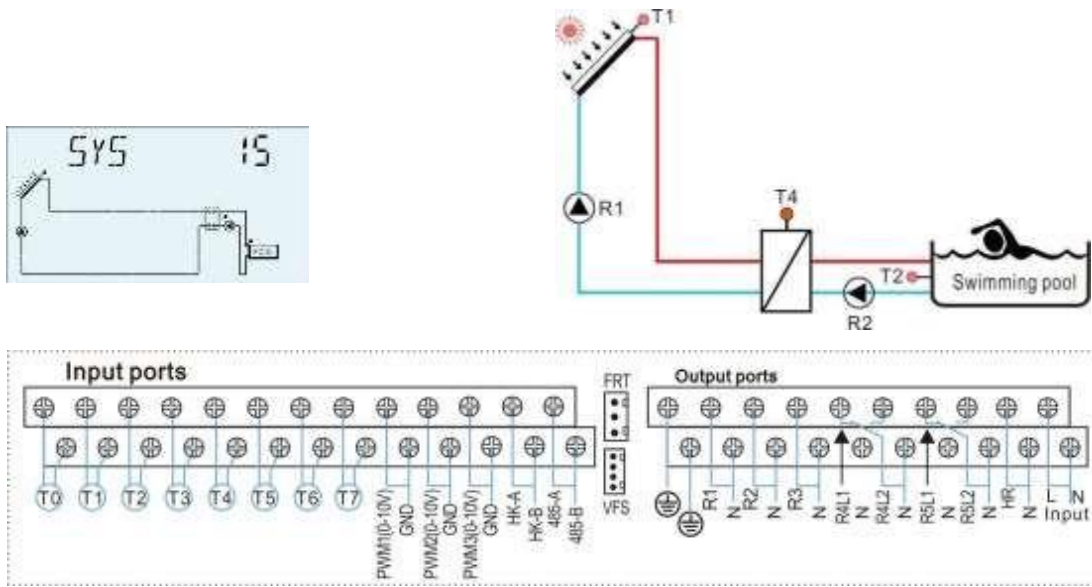 SYS 15
T1
R1
T4
T2
R2
Swimming pool
Input ports
T0 T1 T2 T3 T4 T5 T6 T7
PWM1(0-10V)
GND
PWM2(0-10V)
GND
PWM3(0-10V)
GND
HK-A
HK-B
485-A
485-B
FRT
VFS
Output ports
R1
N
R2
N
R3
N
R4L1
N
R4L2
N
R5L1
N
R5L2
N
HR
N
L N
Input